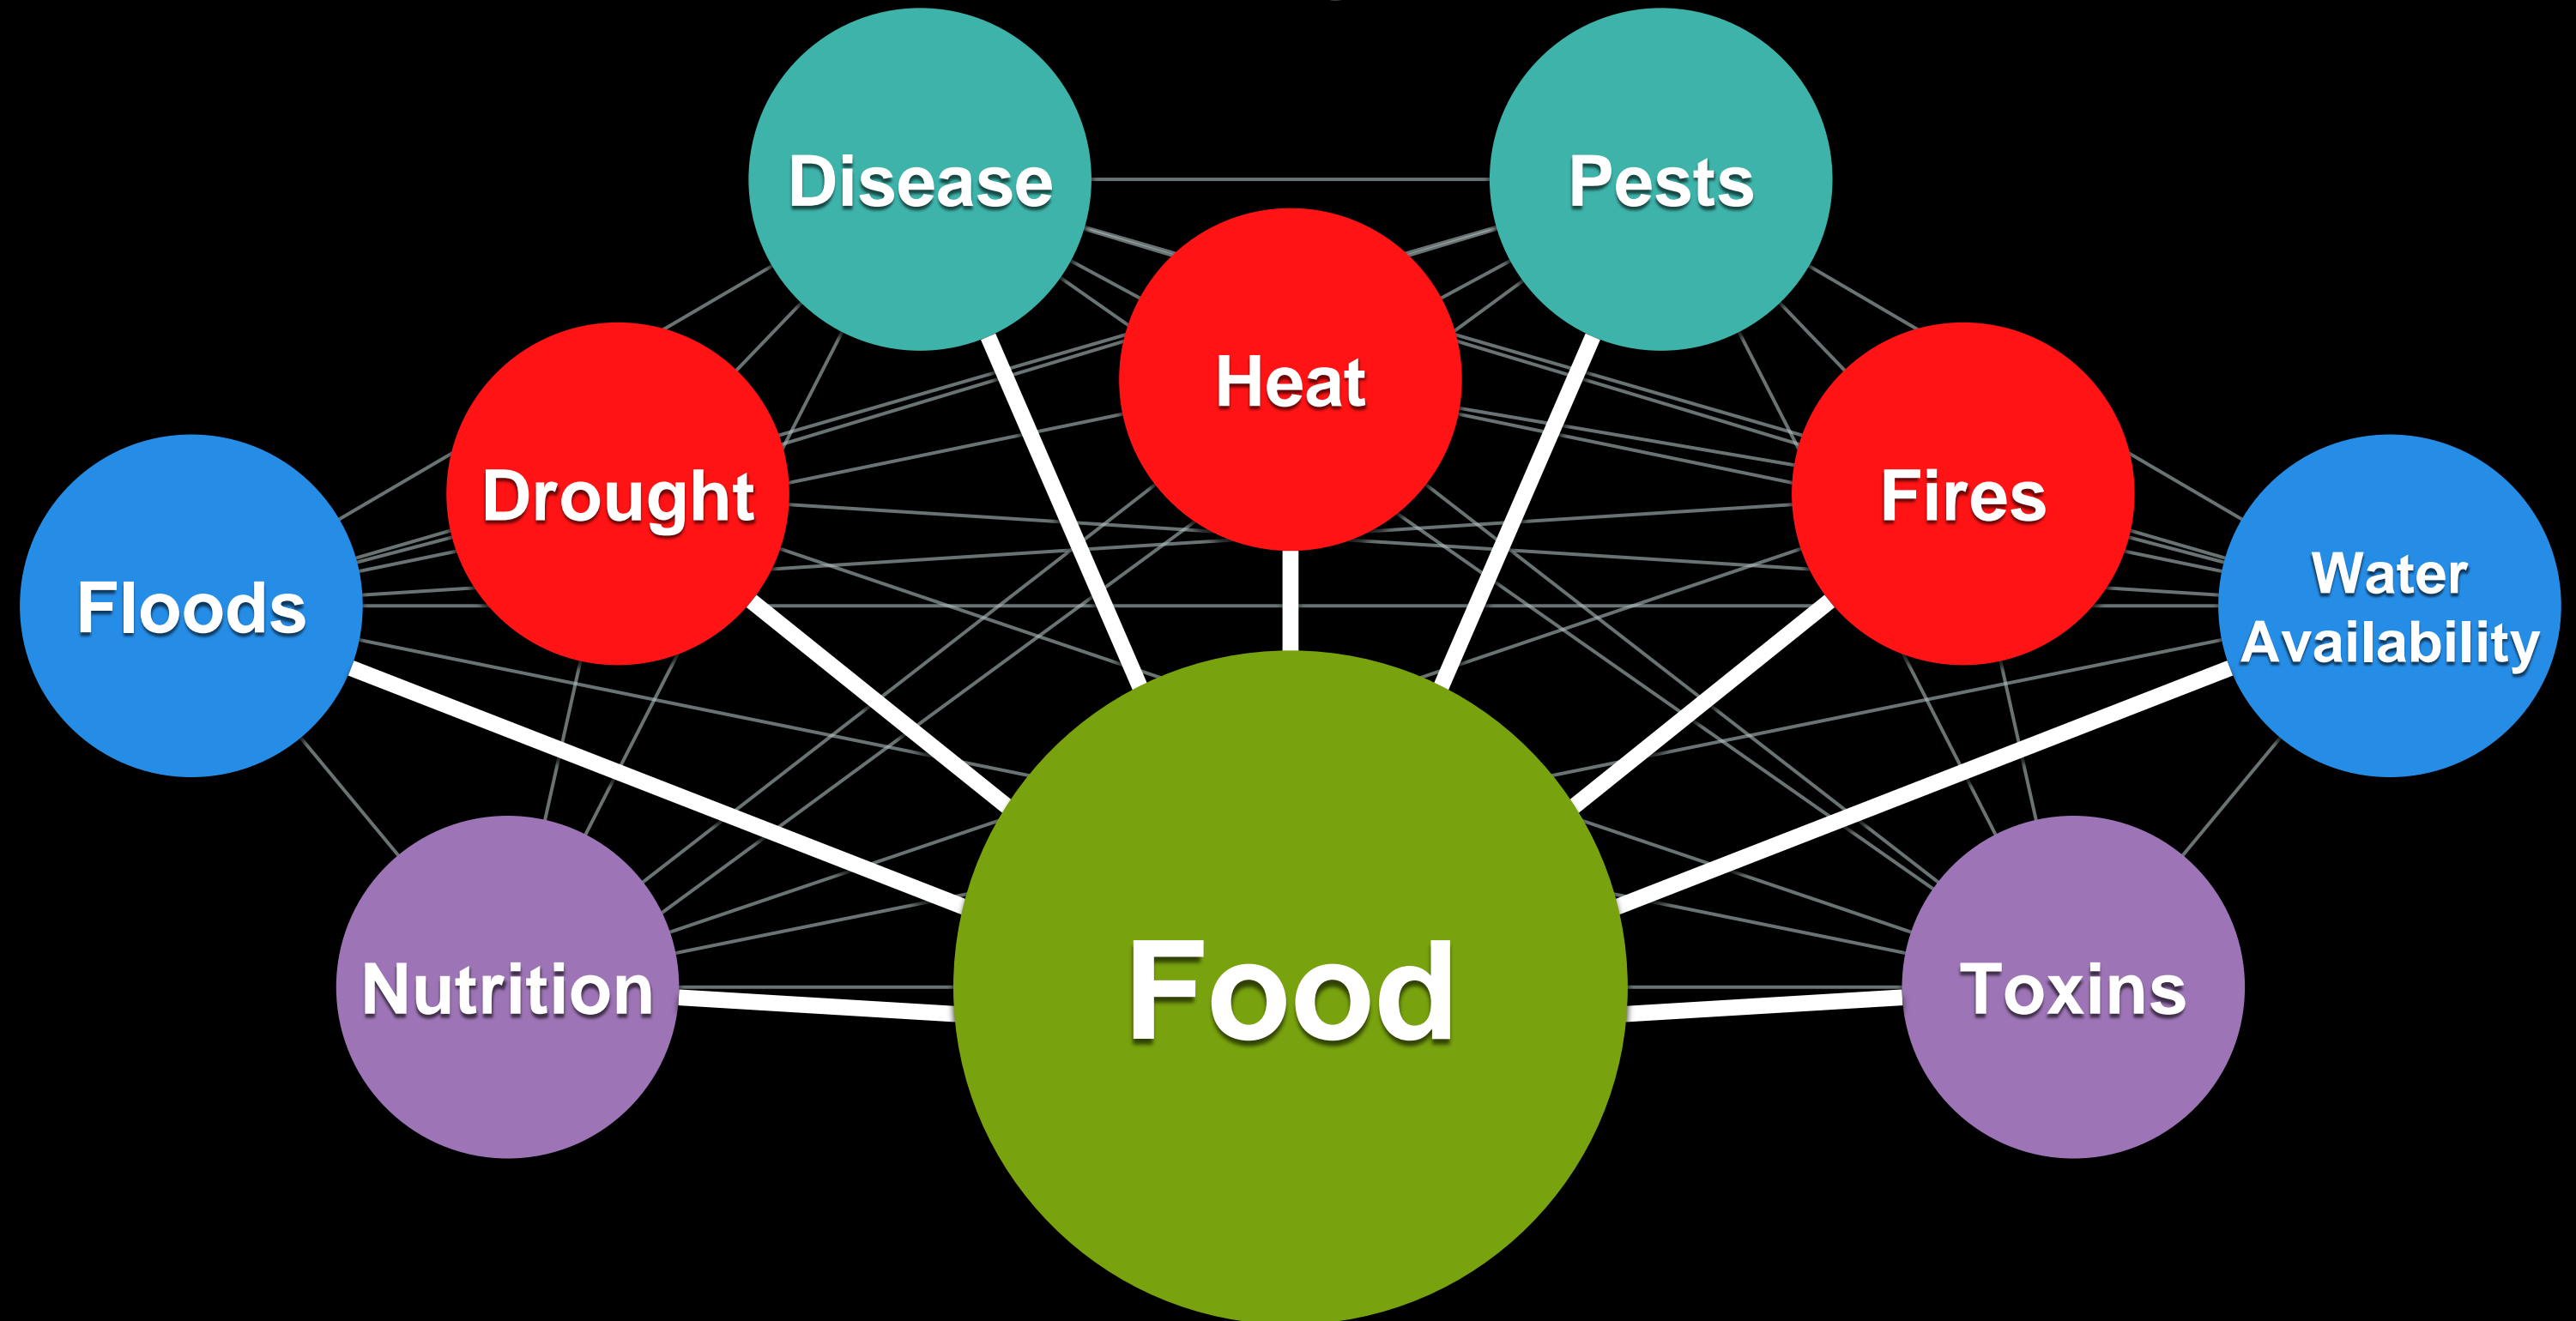 Disease
Pests
Heat
Drought
Fires
Floods
Water
Availability
Nutrition
Food
Toxins